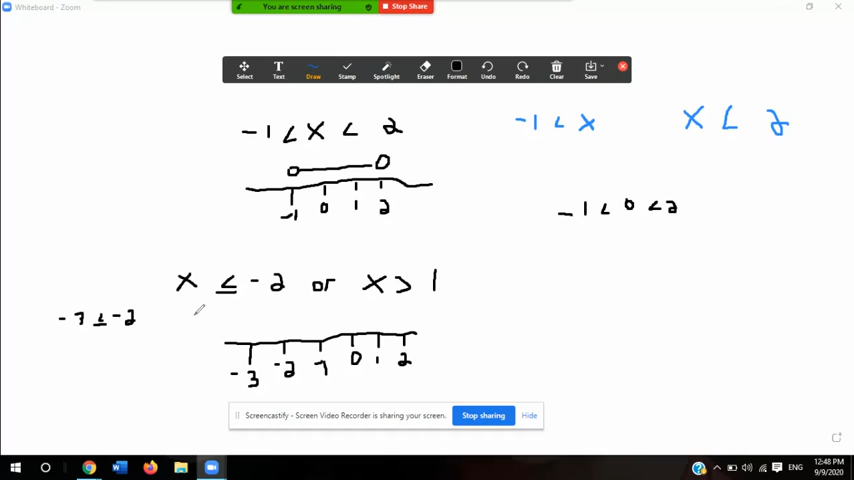 Whiteboard - Zoom
You are screen sharing
Stop Share
Select Text Draw Stamp Spotlight Eraser Format Undo Redo Clear Save
-1 < x < 2
-1 < x
x < 2
-1 0 1 2
-1 < 0 < 2
x ≤ -2 or x > 1
-3 ≤ -2
-3 -2 -1 0 1 2
Screencastify - Screen Video Recorder is sharing your screen.
Stop sharing
Hide
ENG
12:48 PM
9/9/2020